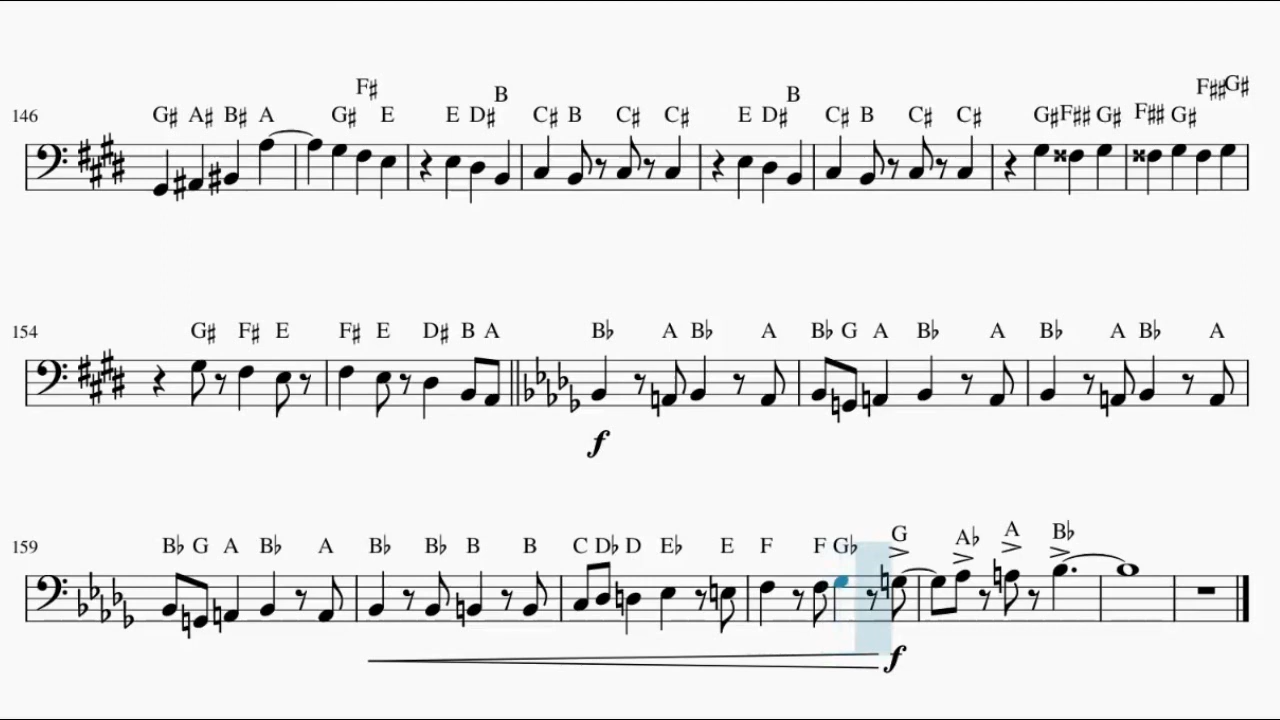 F♯ B B F♯♯ G♯
146 G♯ A♯ B♯ A G♯ E E D♯ C♯ B C♯ C♯ E D♯ C♯ B C♯ C♯ G♯ F♯♯ G♯ F♯♯ G♯
154 G♯ F♯ E F♯ E D♯ B A B♭ A B♭ A B♭ G A B♭ A B♭ A B♭ A
f
159 B♭ G A B♭ A B♭ B♭ B B C D♭ D E♭ E F F G♭ G A♭ A B♭
f